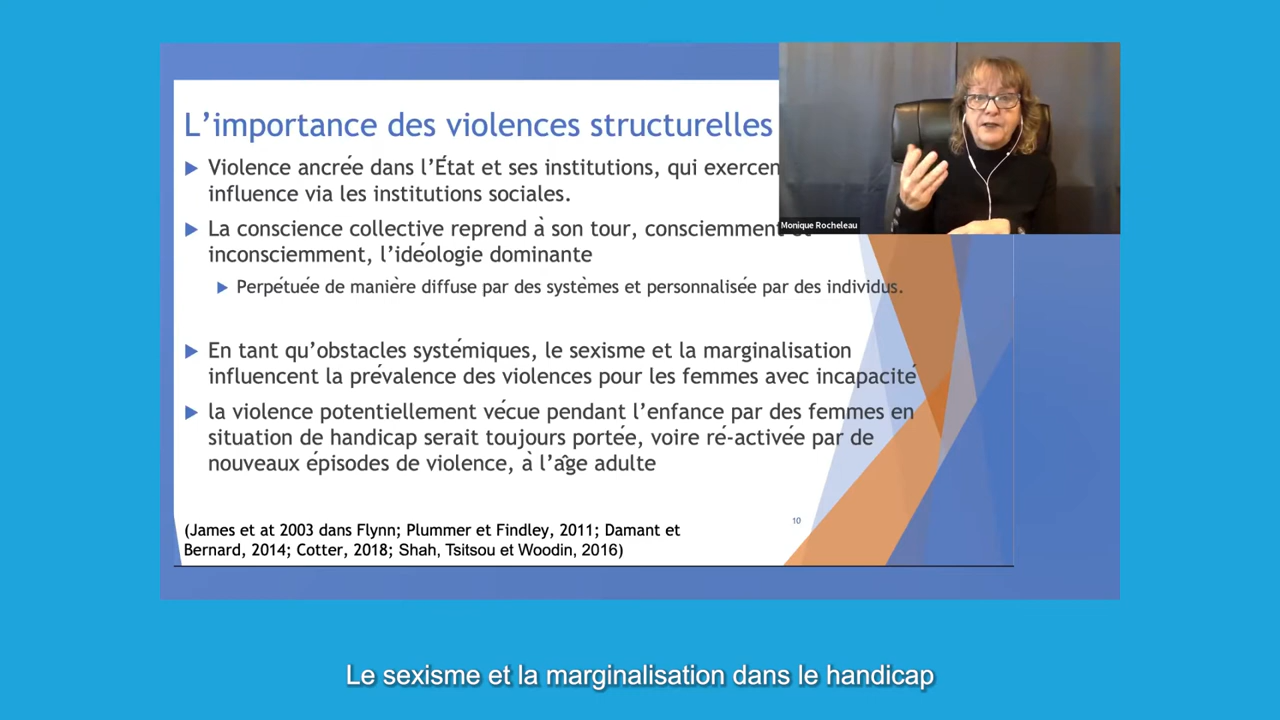 L'importance des violences structurelles
Violence ancrée dans l'État et ses institutions, qui exercen
influence via les institutions sociales.
La conscience collective reprend à son tour, consciemment et
inconsciemment, l'idéologie dominante
Perpétuée de manière diffuse par des systèmes et personnalisée par des individus.
En tant qu'obstacles systémiques, le sexisme et la marginalisation
influencent la prévalence des violences pour les femmes avec incapacité
la violence potentiellement vécue pendant l'enfance par des femmes en
situation de handicap serait toujours portée, voire ré-activée par de
nouveaux épisodes de violence, à l'âge adulte
(James et at 2003 dans Flynn; Plummer et Findley, 2011; Damant et
Bernard, 2014; Cotter, 2018; Shah, Tsitsou et Woodin, 2016)
10
Monique Rocheleau
Le sexisme et la marginalisation dans le handicap